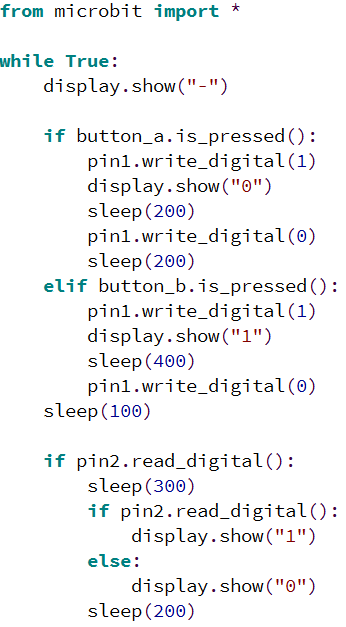 from microbit import *
while True:
    display.show("-")
    if button_a.is_pressed():
        pin1.write_digital(1)
        display.show("0")
        sleep(200)
        pin1.write_digital(0)
        sleep(200)
    elif button_b.is_pressed():
        pin1.write_digital(1)
        display.show("1")
        sleep(400)
        pin1.write_digital(0)
    sleep(100)
    if pin2.read_digital():
        sleep(300)
        if pin2.read_digital():
            display.show("1")
        else:
            display.show("0")
        sleep(200)